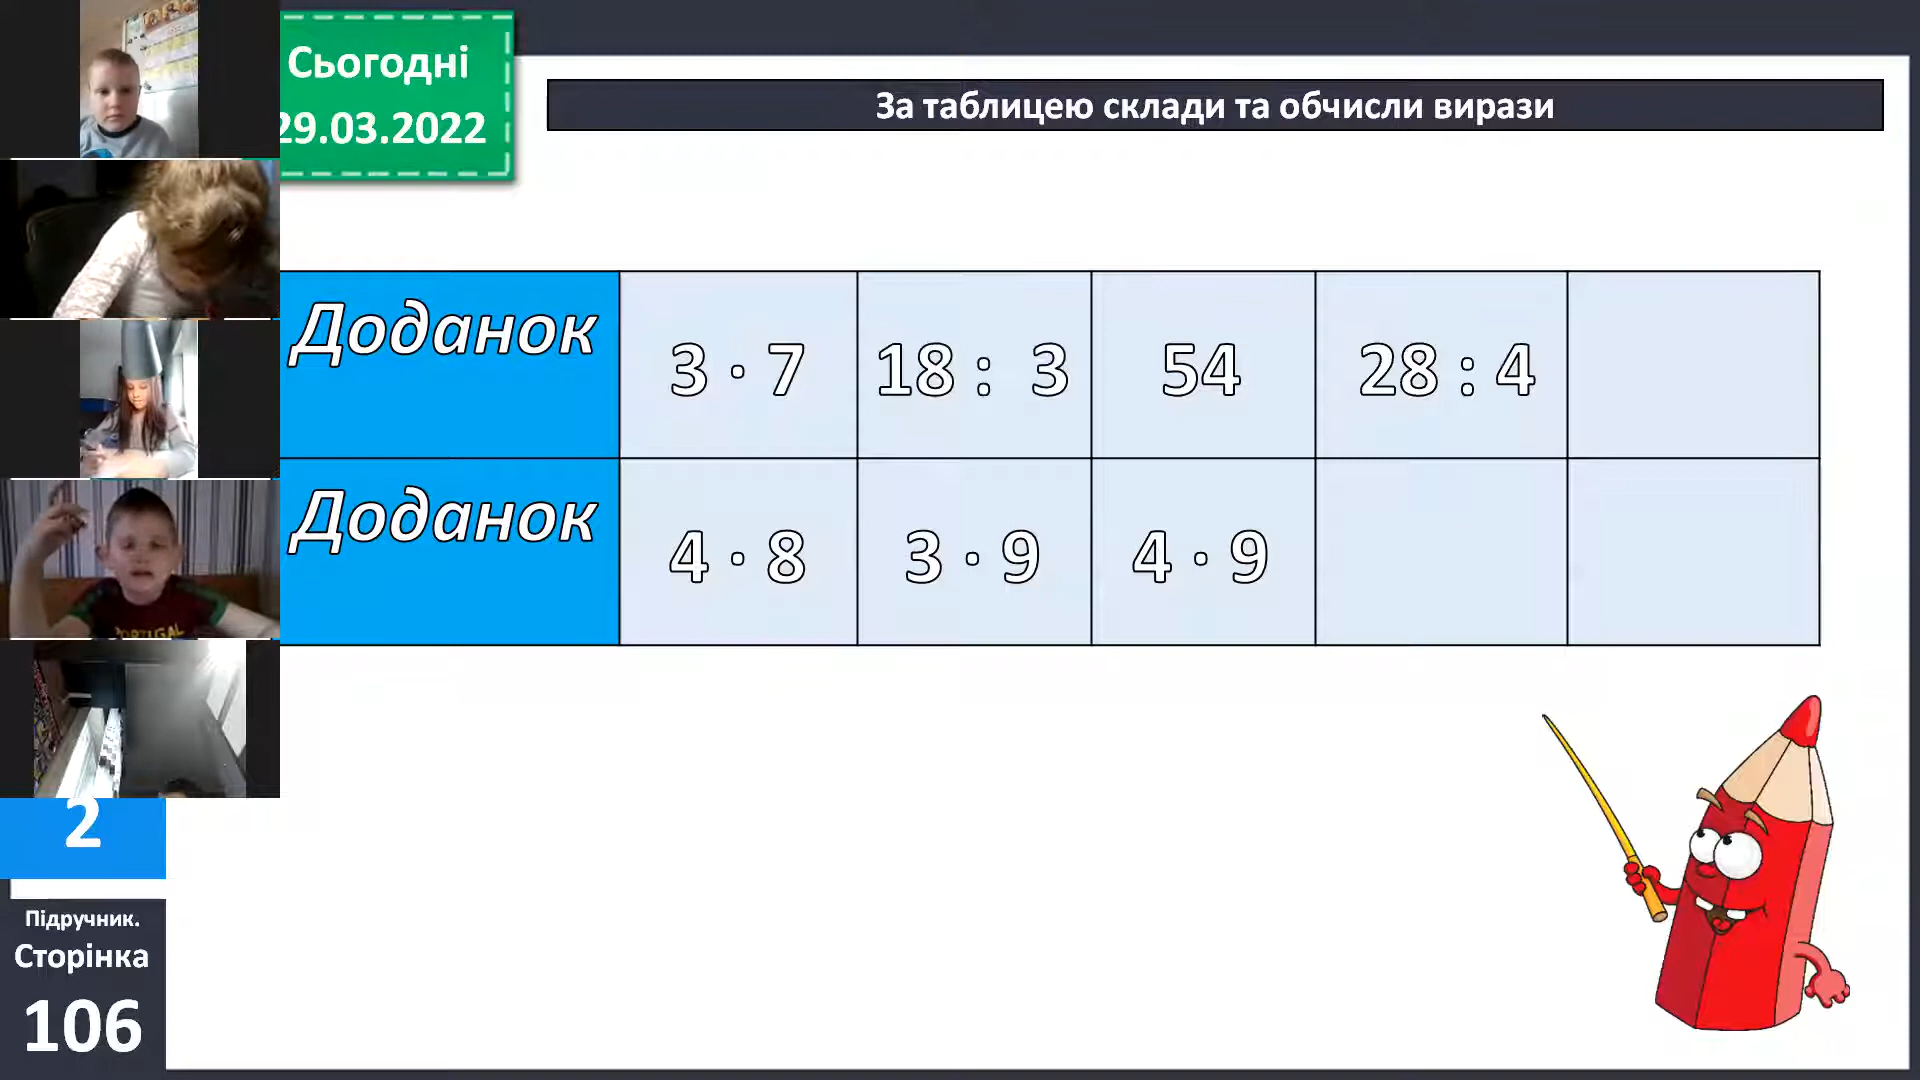 Сьогодні
29.03.2022
За таблицею склади та обчисли вирази
Доданок 3 · 7 18 : 3 54 28 : 4
Доданок 4 · 8 3 · 9 4 · 9
PORTUGAL
2
Підручник.
Сторінка
106